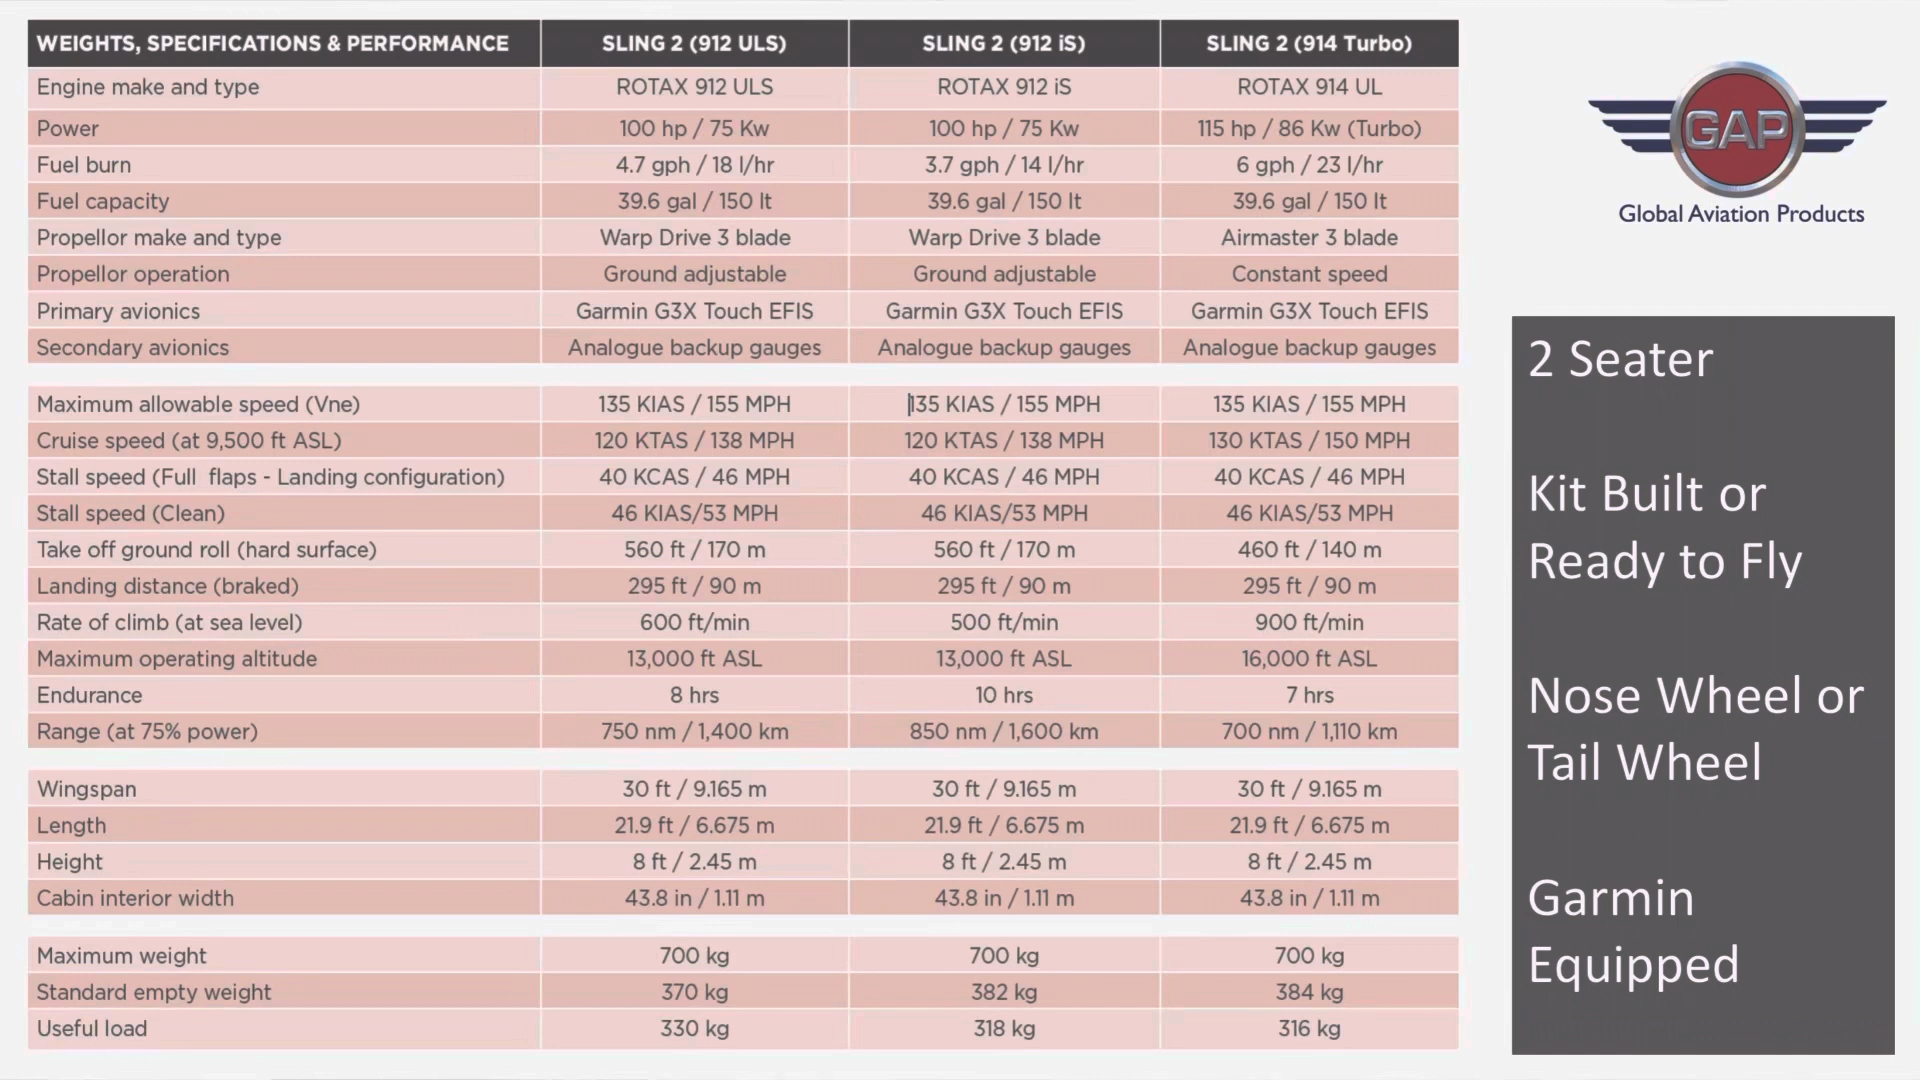 WEIGHTS, SPECIFICATIONS & PERFORMANCE SLING 2 (912 ULS) SLING 2 (912 iS) SLING 2 (914 Turbo)
Engine make and type ROTAX 912 ULS ROTAX 912 iS ROTAX 914 UL
Power 100 hp / 75 Kw 100 hp / 75 Kw 115 hp / 86 Kw (Turbo)
Fuel burn 4.7 gph / 18 l/hr 3.7 gph / 14 l/hr 6 gph / 23 l/hr
Fuel capacity 39.6 gal / 150 lt 39.6 gal / 150 lt 39.6 gal / 150 lt
Propellor make and type Warp Drive 3 blade Warp Drive 3 blade Airmaster 3 blade
Propellor operation Ground adjustable Ground adjustable Constant speed
Primary avionics Garmin G3X Touch EFIS Garmin G3X Touch EFIS Garmin G3X Touch EFIS
Secondary avionics Analogue backup gauges Analogue backup gauges Analogue backup gauges
Maximum allowable speed (Vne) 135 KIAS / 155 MPH 135 KIAS / 155 MPH 135 KIAS / 155 MPH
Cruise speed (at 9,500 ft ASL) 120 KTAS / 138 MPH 120 KTAS / 138 MPH 130 KTAS / 150 MPH
Stall speed (Full flaps - Landing configuration) 40 KCAS / 46 MPH 40 KCAS / 46 MPH 40 KCAS / 46 MPH
Stall speed (Clean) 46 KIAS/53 MPH 46 KIAS/53 MPH 46 KIAS/53 MPH
Take off ground roll (hard surface) 560 ft / 170 m 560 ft / 170 m 460 ft / 140 m
Landing distance (braked) 295 ft / 90 m 295 ft / 90 m 295 ft / 90 m
Rate of climb (at sea level) 600 ft/min 500 ft/min 900 ft/min
Maximum operating altitude 13,000 ft ASL 13,000 ft ASL 16,000 ft ASL
Endurance 8 hrs 10 hrs 7 hrs
Range (at 75% power) 750 nm / 1,400 km 850 nm / 1,600 km 700 nm / 1,110 km
Wingspan 30 ft / 9.165 m 30 ft / 9.165 m 30 ft / 9.165 m
Length 21.9 ft / 6.675 m 21.9 ft / 6.675 m 21.9 ft / 6.675 m
Height 8 ft / 2.45 m 8 ft / 2.45 m 8 ft / 2.45 m
Cabin interior width 43.8 in / 1.11 m 43.8 in / 1.11 m 43.8 in / 1.11 m
Maximum weight 700 kg 700 kg 700 kg
Standard empty weight 370 kg 382 kg 384 kg
Useful load 330 kg 318 kg 316 kg
GAP
Global Aviation Products
2 Seater
Kit Built or
Ready to Fly
Nose Wheel or
Tail Wheel
Garmin
Equipped